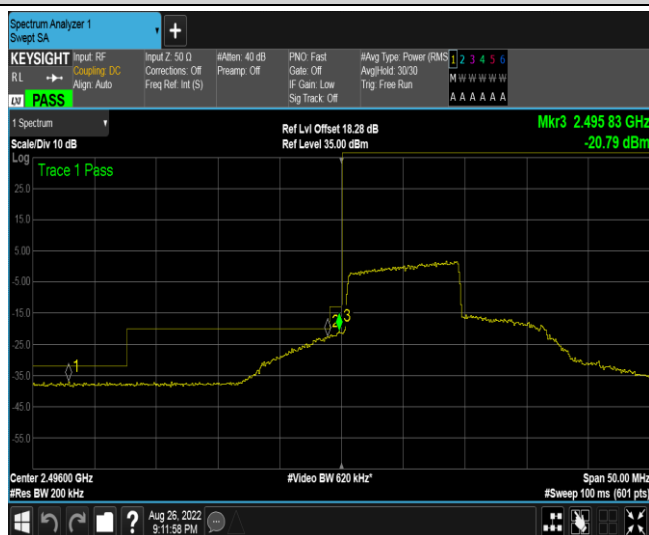 Spectrum Analyzer 1
Swept SA
+
KEYSIGHT Input: RF Input Z: 50 Ω #Atten: 40 dB PNO: Fast #Avg Type: Power (RMS 1 2 3 4 5 6
RL Coupling: DC Corrections: Off Preamp: Off Gate: Off Avg|Hold: 30/30 M W W W W W
Align: Auto Freq Ref: Int (S) IF Gain: Low Trig: Free Run
Sig Track: Off A A A A A A
LXI PASS
1 Spectrum Ref Lvl Offset 18.28 dB Mkr3 2.495 83 GHz
Scale/Div 10 dB Ref Level 35.00 dBm -20.79 dBm
Log
Trace 1 Pass
25.0
15.0
5.00
-5.00
-15.0
2 3
-25.0
1
-35.0
-45.0
-55.0
Center 2.49600 GHz #Video BW 620 kHz* Span 50.00 MHz
#Res BW 200 kHz #Sweep 100 ms (601 pts)
? Aug 26, 2022
9:11:58 PM